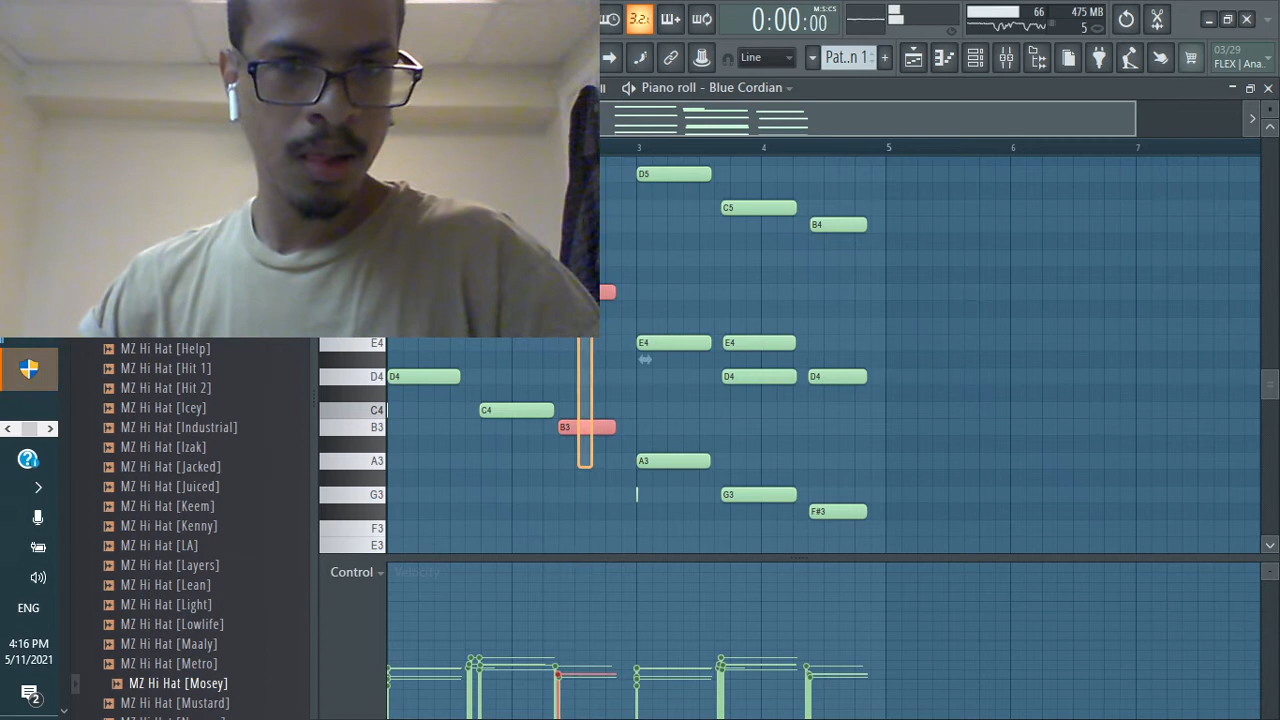 3.2.
0:00:00
M:S:CS
66
475 MB
5
Line
Pat..n 1
03/29
FLEX | Ana..
Piano roll - Blue Cordian
3 4 5 6 7
D5
C5
B4
E4 E4 E4
D4 D4 D4 D4
C4 C4
B3 B3
A3 A3
G3 G3
F#3
F3
E3
Control Velocity
MZ Hi Hat [Help]
MZ Hi Hat [Hit 1]
MZ Hi Hat [Hit 2]
MZ Hi Hat [Icey]
MZ Hi Hat [Industrial]
MZ Hi Hat [Izak]
MZ Hi Hat [Jacked]
MZ Hi Hat [Juiced]
MZ Hi Hat [Keem]
MZ Hi Hat [Kenny]
MZ Hi Hat [LA]
MZ Hi Hat [Layers]
MZ Hi Hat [Lean]
MZ Hi Hat [Light]
MZ Hi Hat [Lowlife]
MZ Hi Hat [Maaly]
MZ Hi Hat [Metro]
MZ Hi Hat [Mosey]
MZ Hi Hat [Mustard]
ENG
4:16 PM
5/11/2021
2